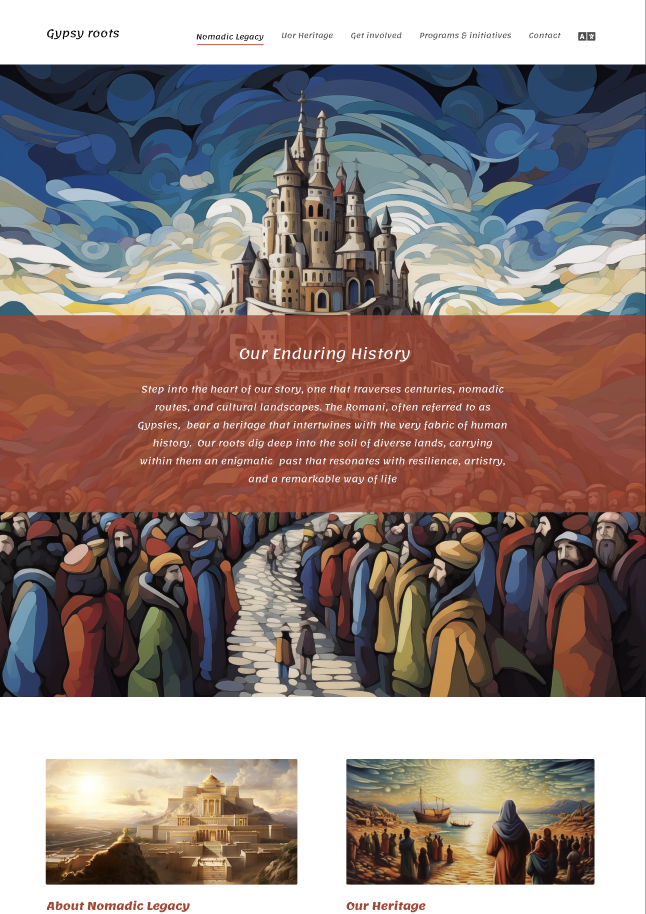 Gypsy roots
Nomadic Legacy Uor Heritage Get involved Programs & initiatives Contact
Our Enduring History
Step into the heart of our story, one that traverses centuries, nomadic
routes, and cultural landscapes. The Romani, often referred to as
Gypsies, bear a heritage that intertwines with the very fabric of human
history. Our roots dig deep into the soil of diverse lands, carrying
within them an enigmatic past that resonates with resilience, artistry,
and a remarkable way of life
About Nomadic Legacy
Our Heritage